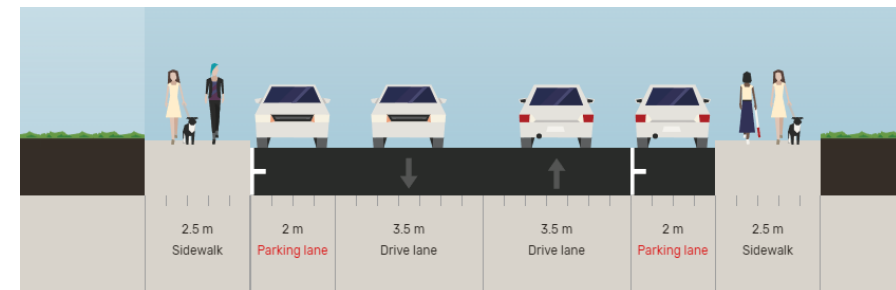 2.5 m
Sidewalk
2 m
Parking lane
3.5 m
Drive lane
3.5 m
Drive lane
2 m
Parking lane
2.5 m
Sidewalk